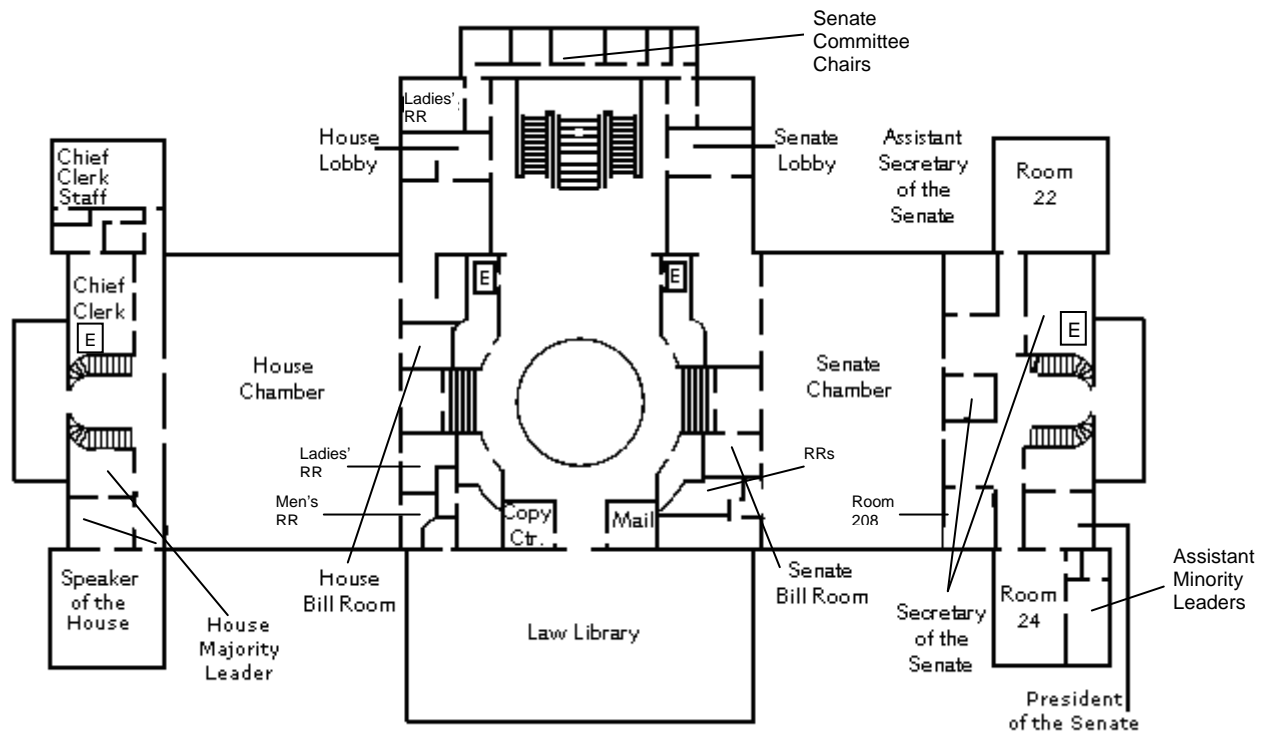 Senate
Committee
Chairs
Ladies'
RR
House
Lobby
Senate
Lobby
Assistant
Secretary
of the
Senate
Room
22
Chief
Clerk
Staff
Chief
Clerk
E
E
E
E
House
Chamber
Senate
Chamber
Ladies'
RR
Men's
RR
RRs
Room
208
Copy
Ctr.
Mail
Speaker
of the
House
House
Majority
Leader
House
Bill Room
Law Library
Senate
Bill Room
Secretary
of the
Senate
Room
24
Assistant
Minority
Leaders
President
of the Senate